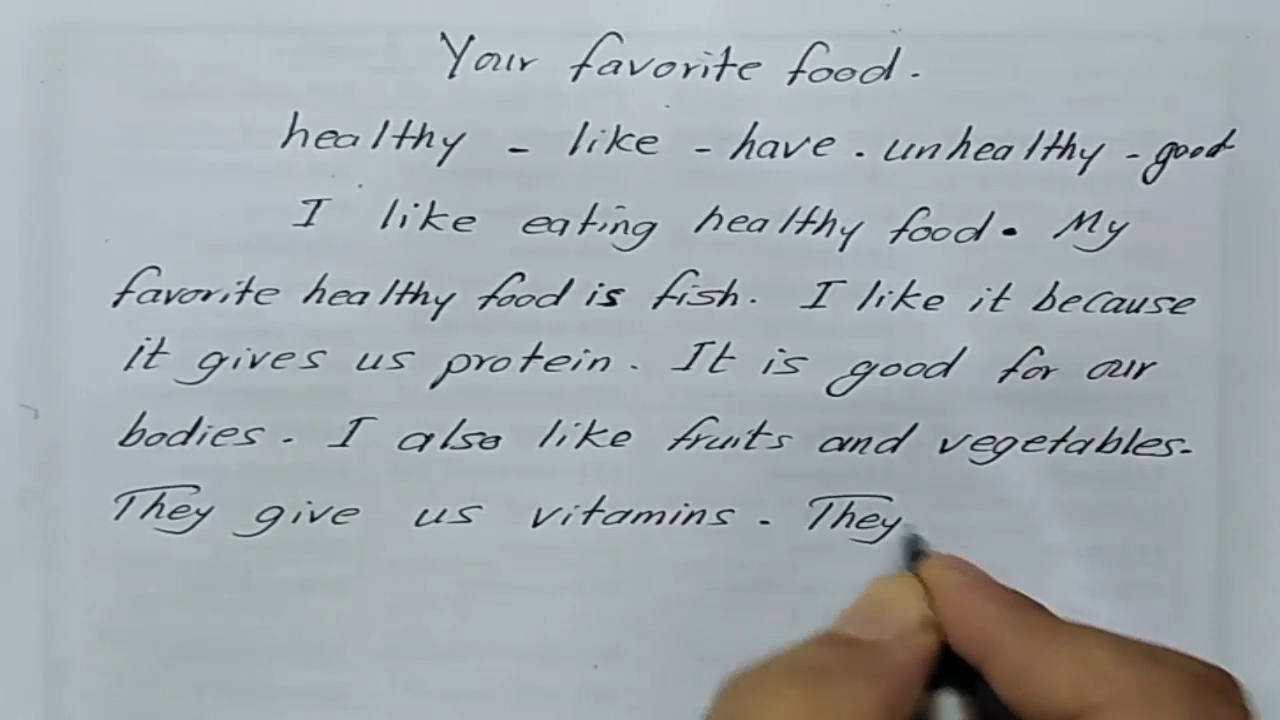 Your favorite food.
healthy - like - have . unhealthy - good
I like eating healthy food. My
favorite healthy food is fish. I like it because
it gives us protein. It is good for our
bodies. I also like fruits and vegetables.
They give us vitamins. They